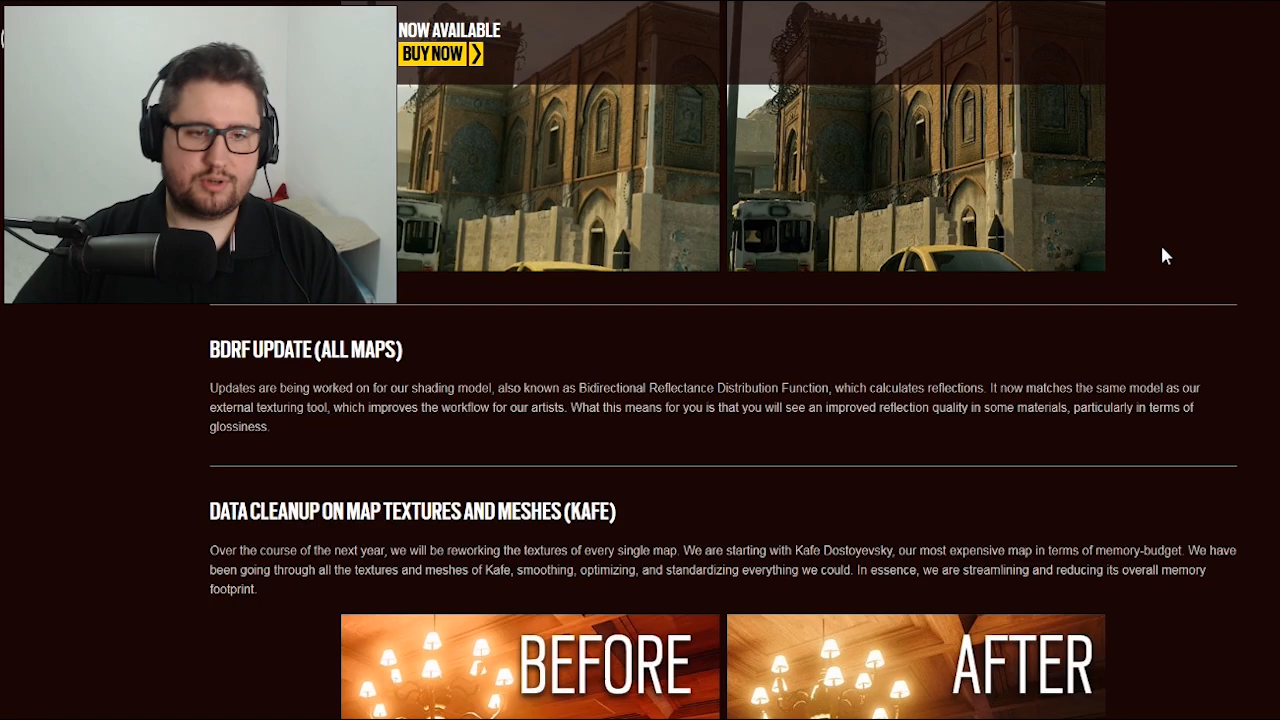 NOW AVAILABLE
BUY NOW
BDRF UPDATE (ALL MAPS)
Updates are being worked on for our shading model, also known as Bidirectional Reflectance Distribution Function, which calculates reflections. It now matches the same model as our
external texturing tool, which improves the workflow for our artists. What this means for you is that you will see an improved reflection quality in some materials, particularly in terms of
glossiness.
DATA CLEANUP ON MAP TEXTURES AND MESHES (KAFE)
Over the course of the next year, we will be reworking the textures of every single map. We are starting with Kafe Dostoyevsky, our most expensive map in terms of memory-budget. We have
been going through all the textures and meshes of Kafe, smoothing, optimizing, and standardizing everything we could. In essence, we are streamlining and reducing its overall memory
footprint.
BEFORE
AFTER